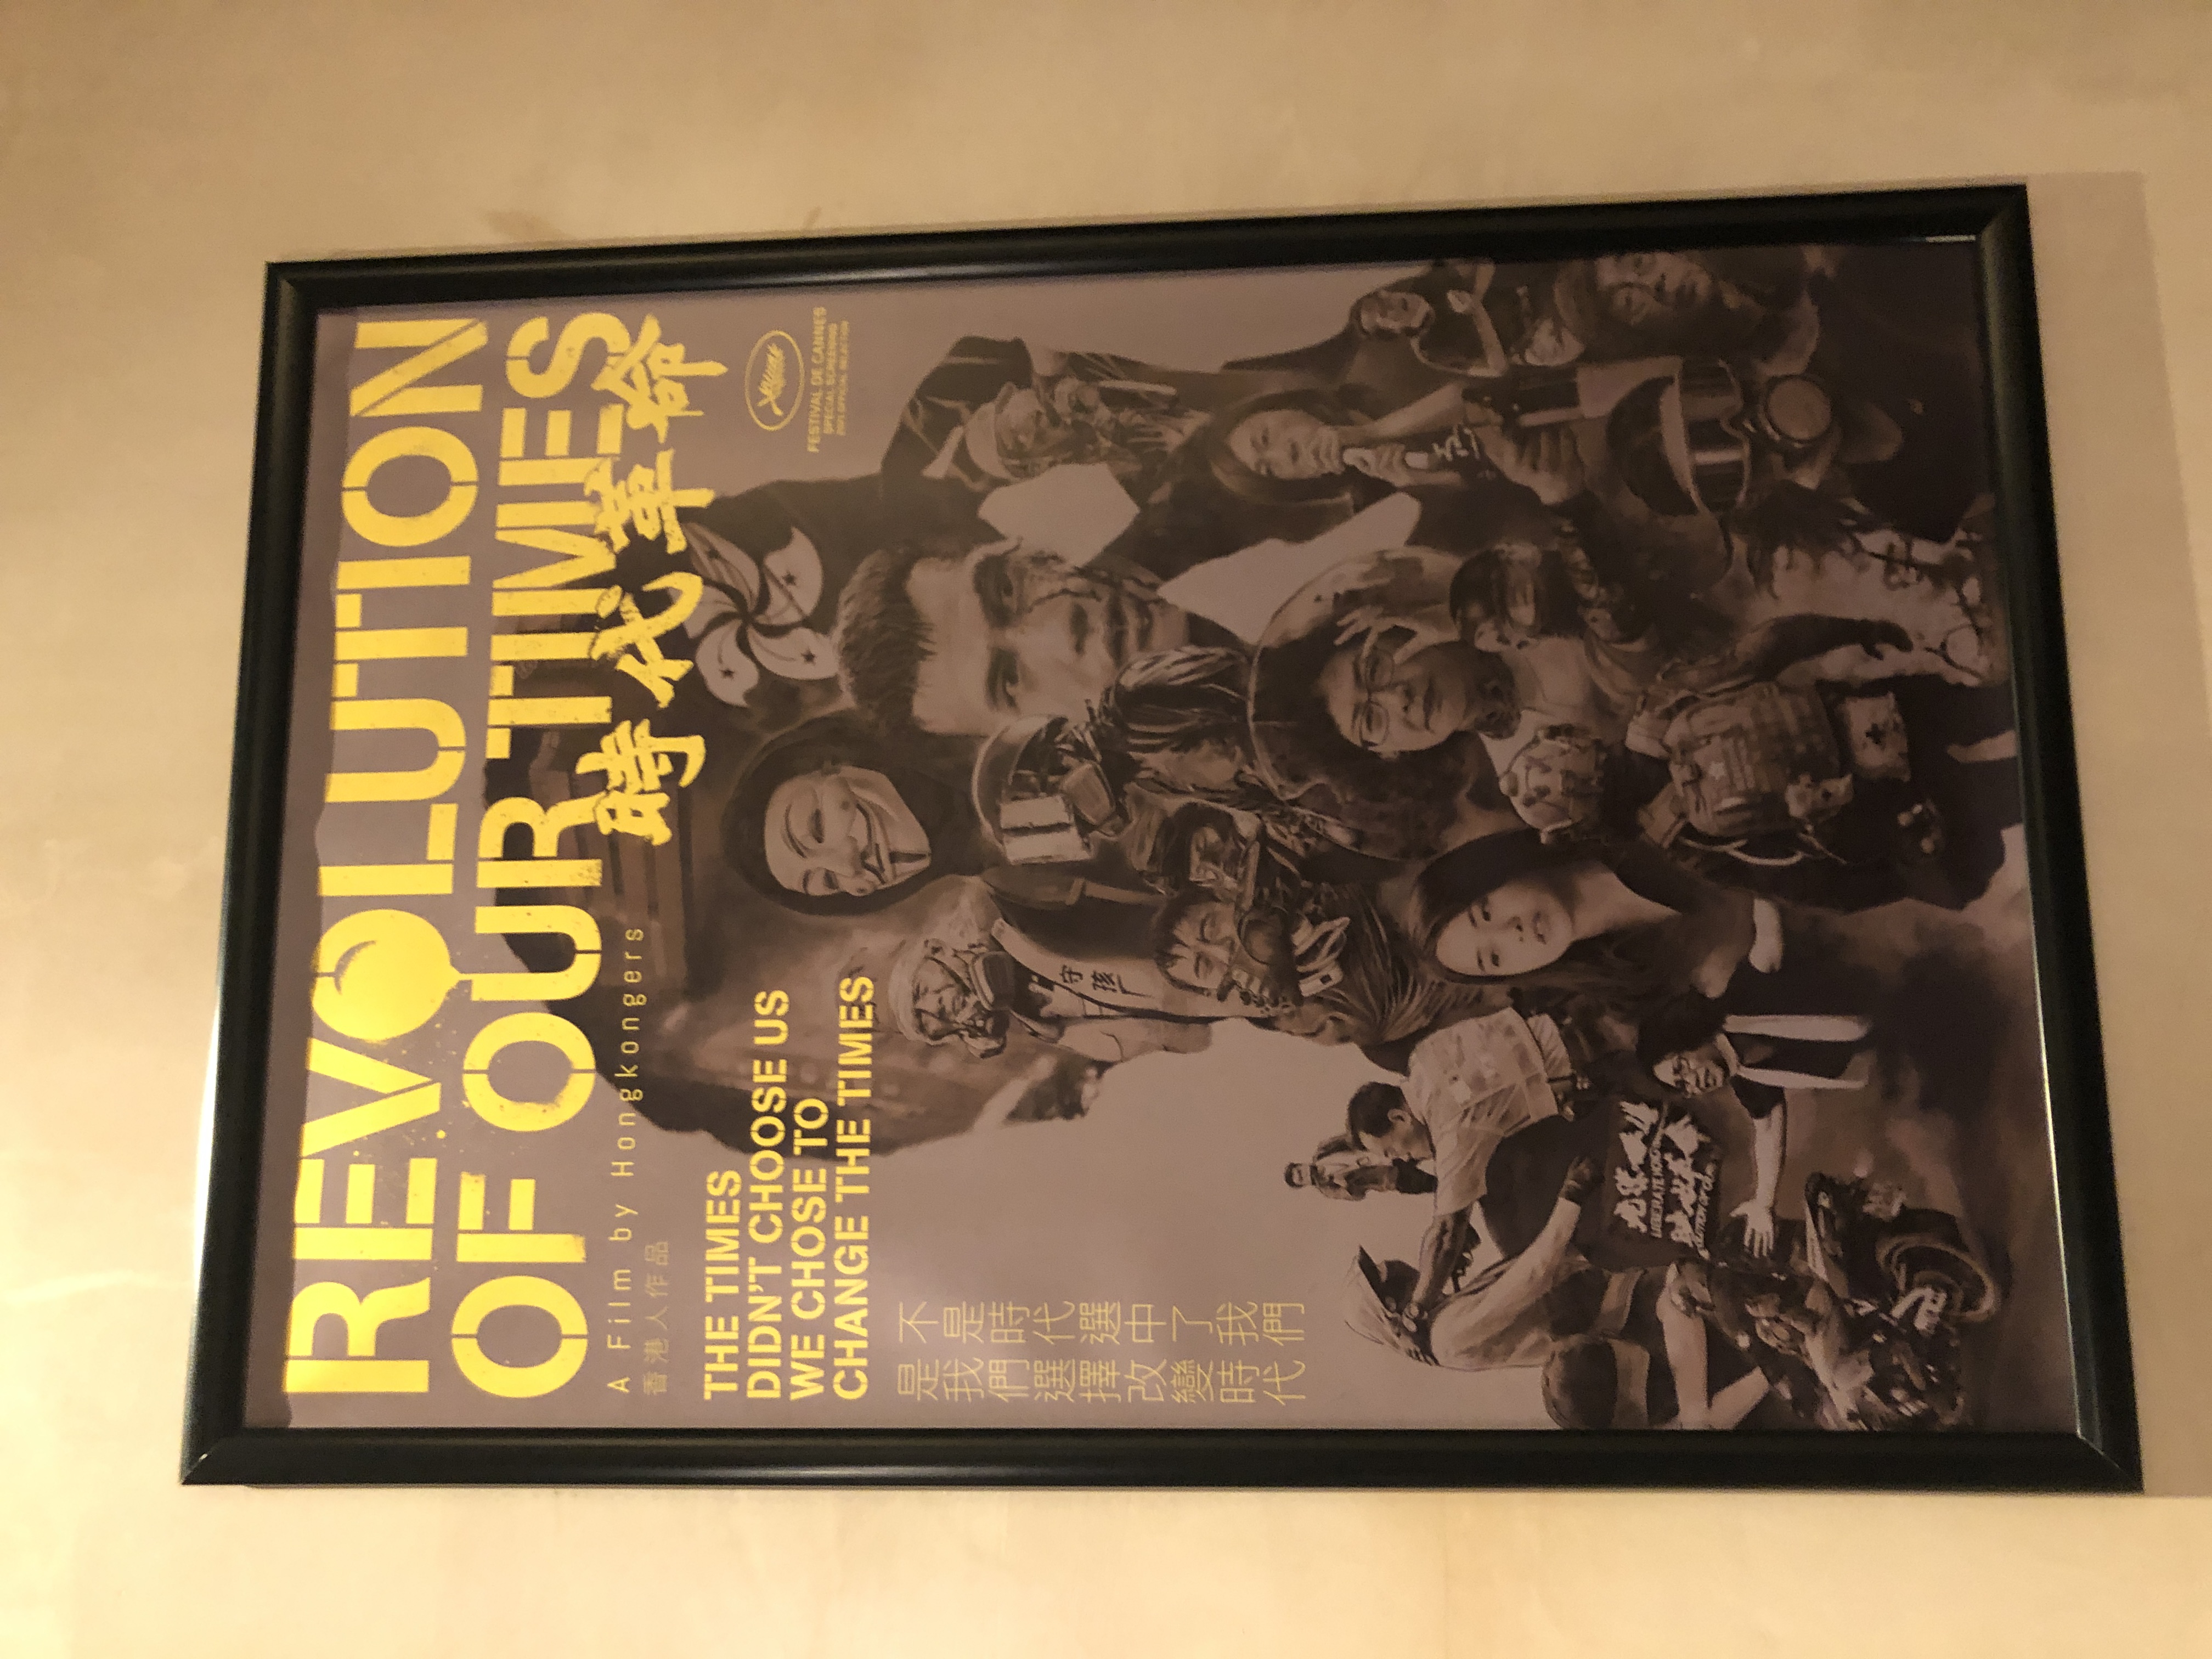 REVOLUTION
OF OUR TIMES
時代革命
A Film by Hongkongers
香港人作品
THE TIMES
DIDN'T CHOOSE US
WE CHOSE TO
CHANGE THE TIMES
不是時代選中了我們
是我們選擇改變時代
FESTIVAL DE CANNES
SPECIAL SCREENING
2021 OFFICIAL SELECTION
守孩
LIBERATE